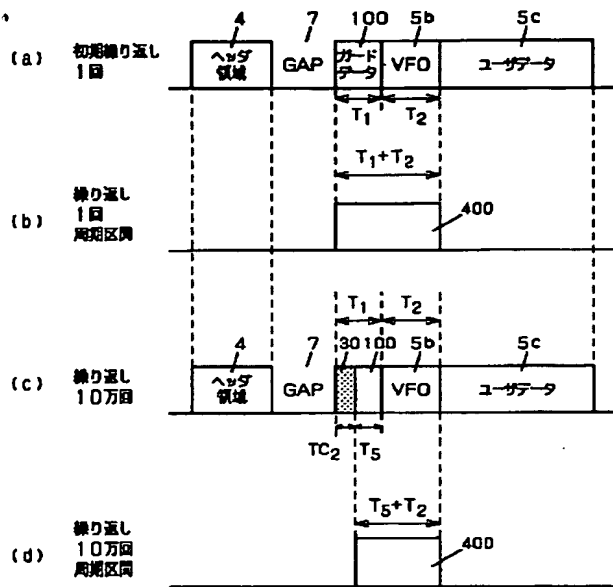 4 7 100 5b 5c
(a) 初期繰り返し
1回
ヘッダ
領域
GAP
ガード
データ
VFO
ユーザデータ
T1 T2
T1+T2
(b) 繰り返し
1回
周期区間
400
T1 T2
4 7 30 100 5b 5c
(c) 繰り返し
10万回
ヘッダ
領域
GAP
VFO
ユーザデータ
TC2 T5
T5+T2
(d) 繰り返し
10万回
周期区間
400